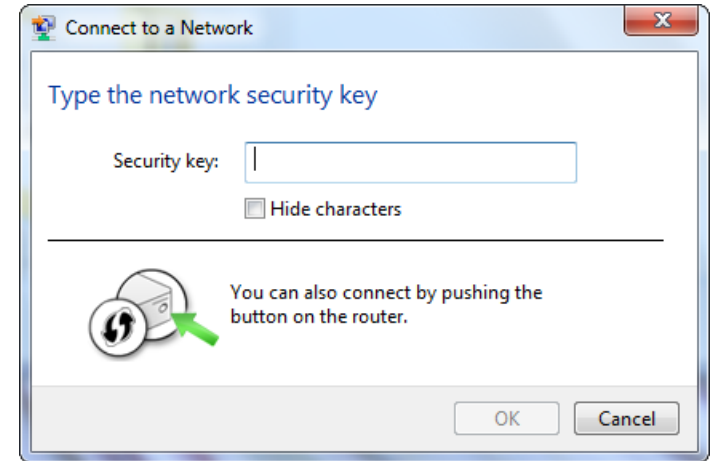 Connect to a Network
Type the network security key
Security key:
Hide characters
You can also connect by pushing the
button on the router.
OK
Cancel